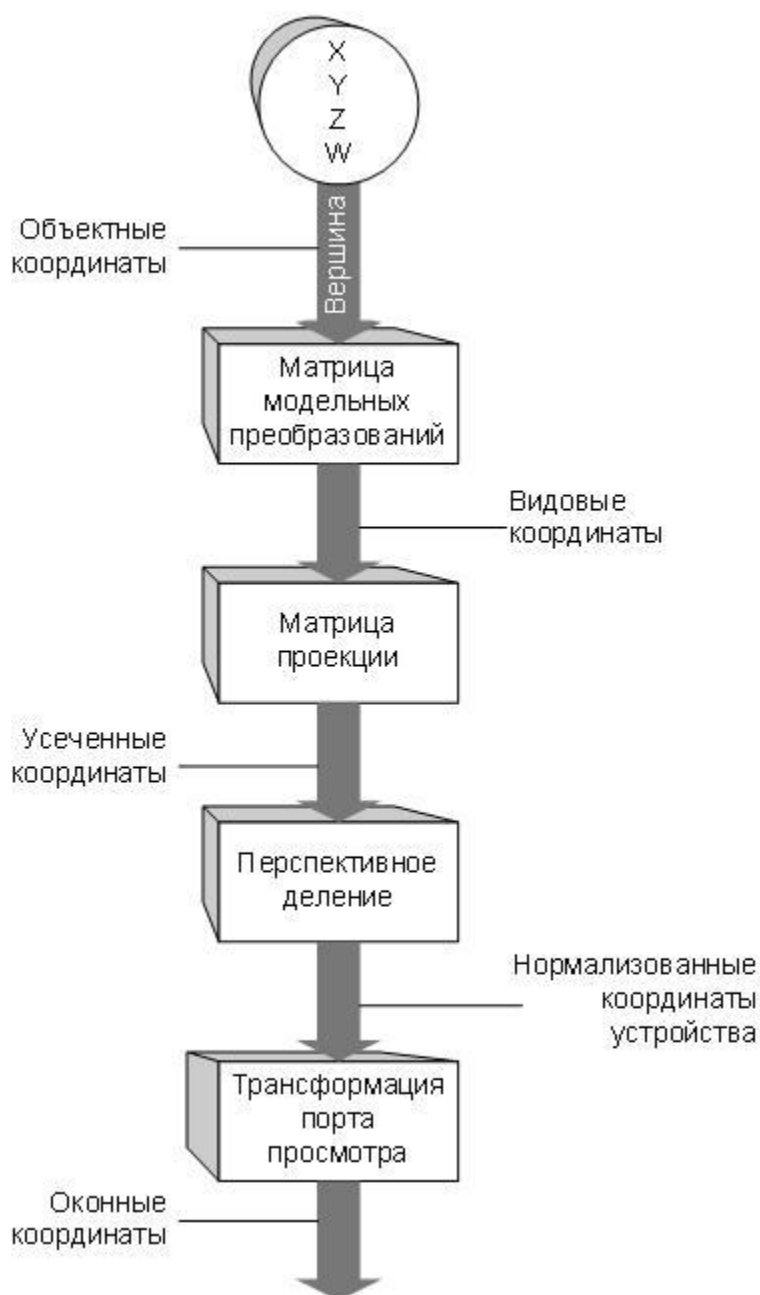 X
Y
Z
W
Вершина
Объектные
координаты
Матрица
модельных
преобразований
Видовые
координаты
Матрица
проекции
Усеченные
координаты
Перспективное
деление
Нормализованные
координаты
устройства
Трансформация
порта
просмотра
Оконные
координаты